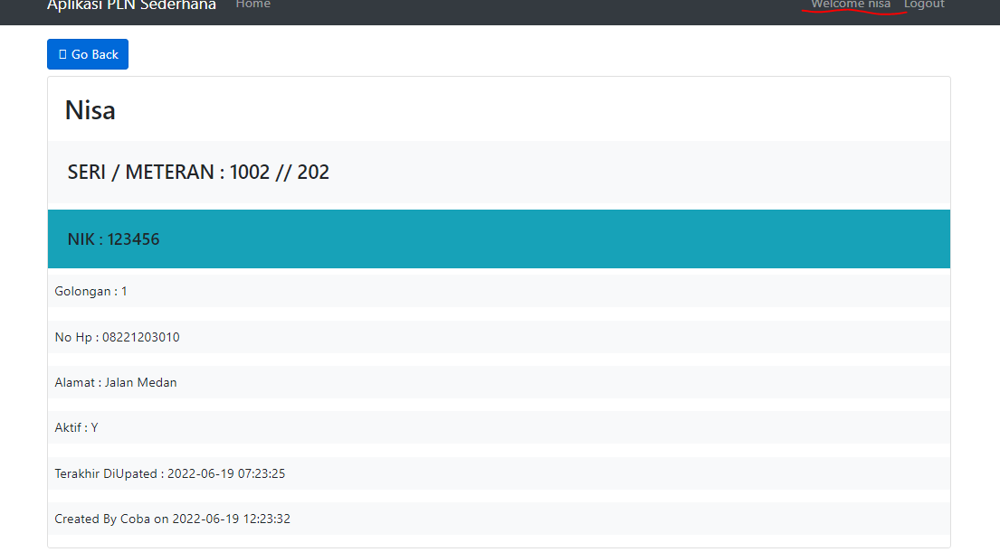 Aplikasi PLN Sederhana Home Welcome nisa Logout
Go Back
Nisa
SERI / METERAN : 1002 // 202
NIK : 123456
Golongan : 1
No Hp : 08221203010
Alamat : Jalan Medan
Aktif : Y
Terakhir DiUpated : 2022-06-19 07:23:25
Created By Coba on 2022-06-19 12:23:32